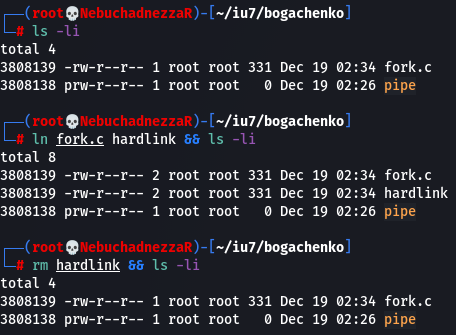 ┌──(root💀NebuchadnezzaR)-[~/iu7/bogachenko]
└─# ls -li
total 4
3808139 -rw-r--r-- 1 root root 331 Dec 19 02:34 fork.c
3808138 prw-r--r-- 1 root root   0 Dec 19 02:26 pipe
┌──(root💀NebuchadnezzaR)-[~/iu7/bogachenko]
└─# ln fork.c hardlink && ls -li
total 8
3808139 -rw-r--r-- 2 root root 331 Dec 19 02:34 fork.c
3808139 -rw-r--r-- 2 root root 331 Dec 19 02:34 hardlink
3808138 prw-r--r-- 1 root root   0 Dec 19 02:26 pipe
┌──(root💀NebuchadnezzaR)-[~/iu7/bogachenko]
└─# rm hardlink && ls -li
total 4
3808139 -rw-r--r-- 1 root root 331 Dec 19 02:34 fork.c
3808138 prw-r--r-- 1 root root   0 Dec 19 02:26 pipe